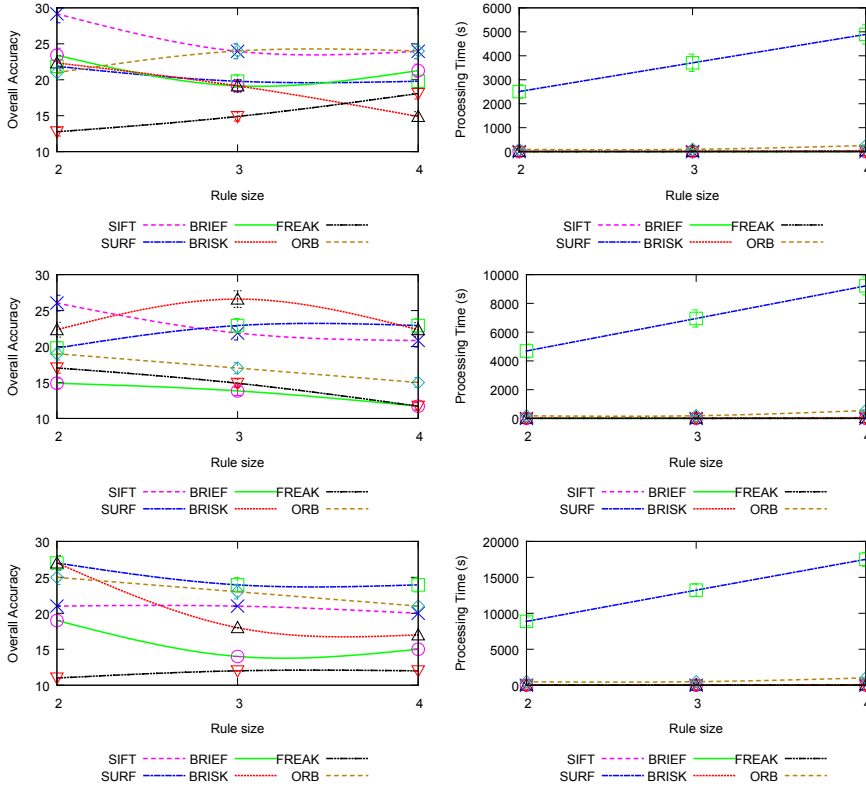 Overall Accuracy
30
25
20
15
10
2 3 4
Rule size
SIFT BRIEF FREAK
SURF BRISK ORB
Processing Time (s)
6000
5000
4000
3000
2000
1000
0
2 3 4
Rule size
SIFT BRIEF FREAK
SURF BRISK ORB
Overall Accuracy
30
25
20
15
10
2 3 4
Rule size
SIFT BRIEF FREAK
SURF BRISK ORB
Processing Time (s)
10000
8000
6000
4000
2000
0
2 3 4
Rule size
SIFT BRIEF FREAK
SURF BRISK ORB
Overall Accuracy
30
25
20
15
10
2 3 4
Rule size
SIFT BRIEF FREAK
SURF BRISK ORB
Processing Time (s)
20000
15000
10000
5000
0
2 3 4
Rule size
SIFT BRIEF FREAK
SURF BRISK ORB